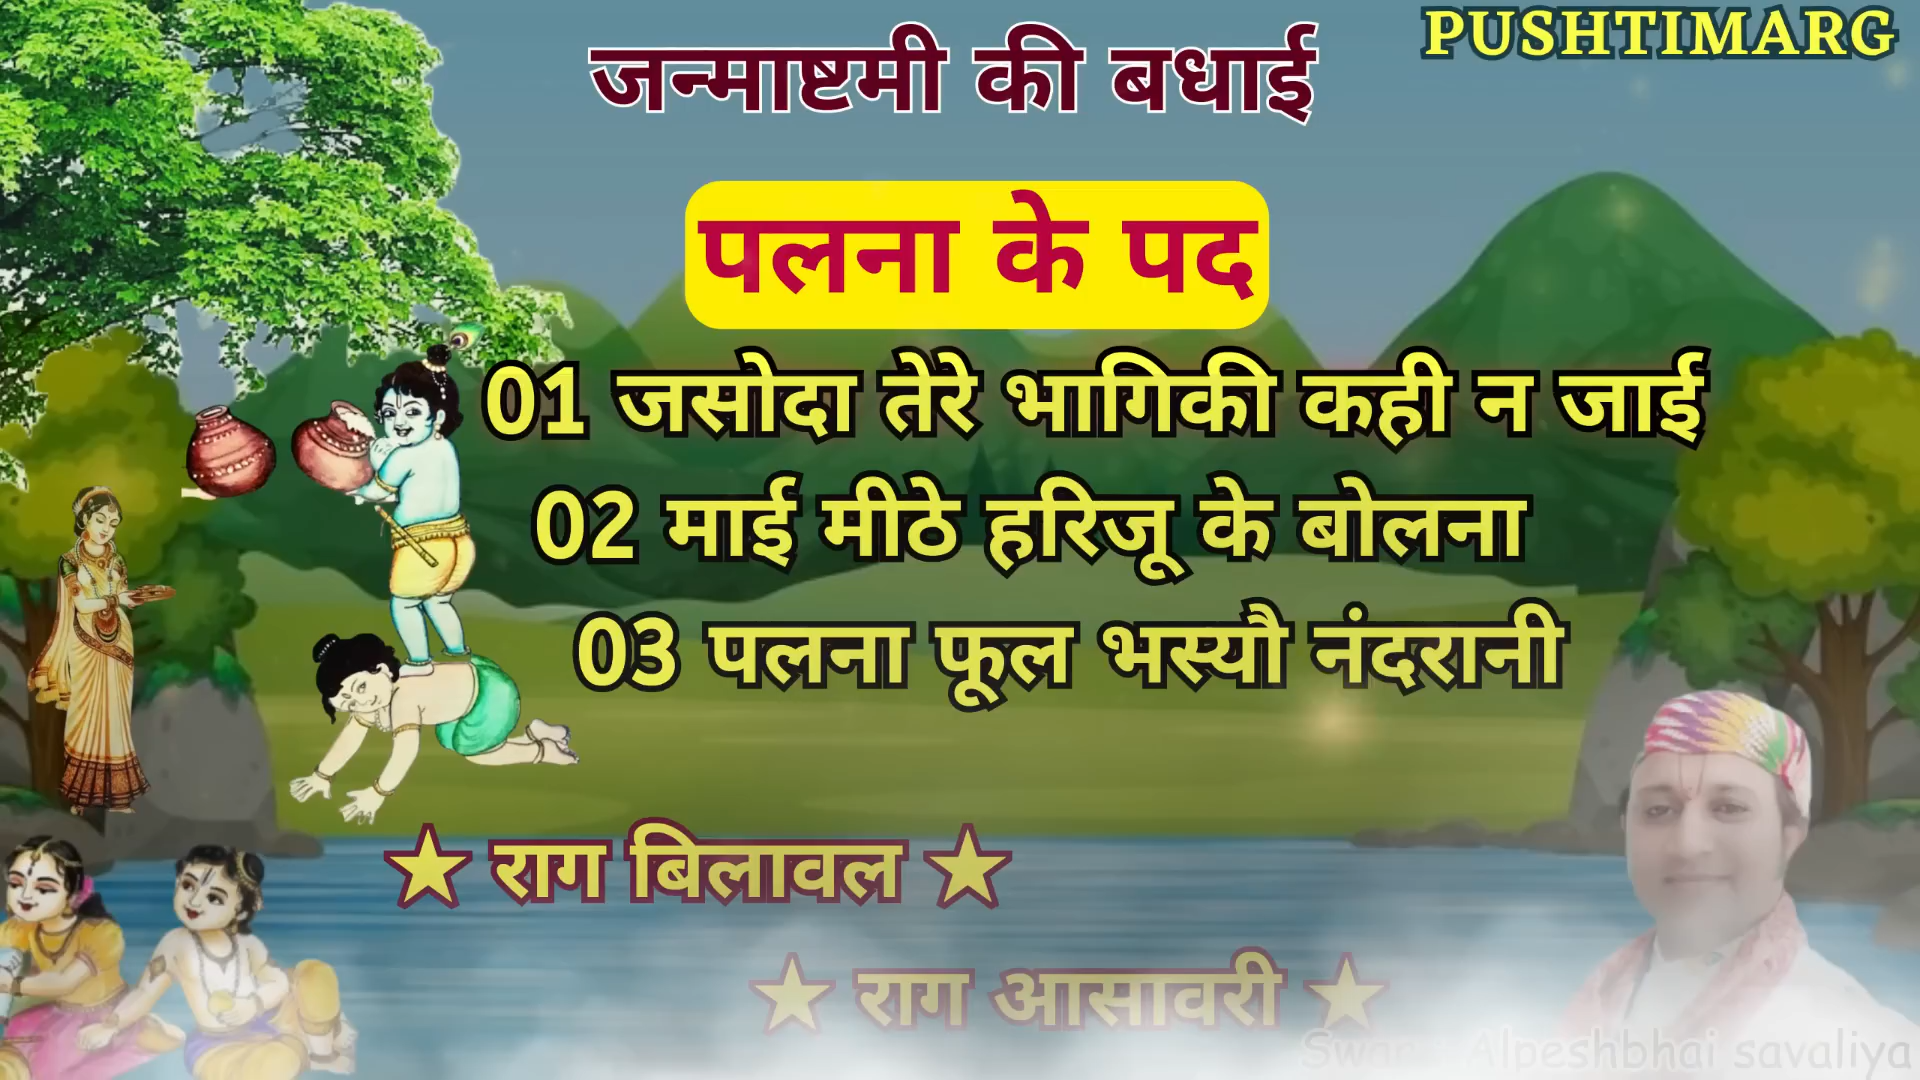 PUSHTIMARG
जन्माष्टमी की बधाई
पलना के पद
01 जसोदा तेरे भागिकी कही न जाई
02 माई मीठे हरिजू के बोलना
03 पलना फूल भस्यौ नंदरानी
★ राग बिलावल ★
★ राग आसावरी ★
Alpeshbhai savaliya